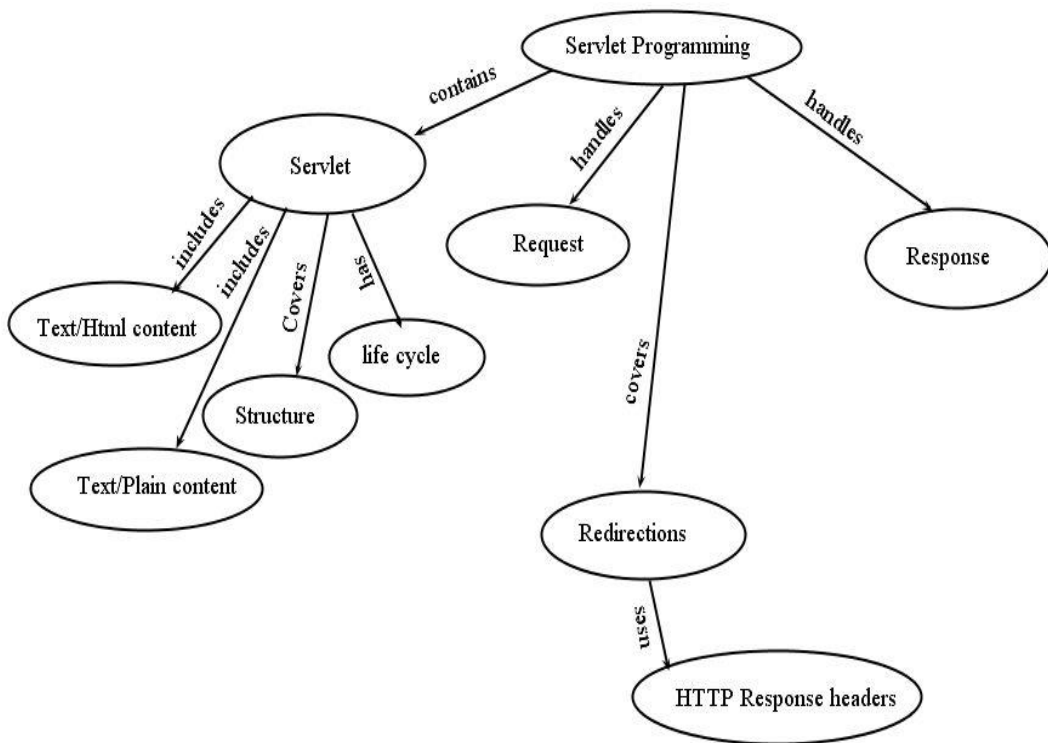 Servlet Programming
contains
handles
handles
Servlet
Request
Response
includes
includes
Covers
has
covers
Text/Html content
life cycle
Structure
Text/Plain content
Redirections
uses
HTTP Response headers